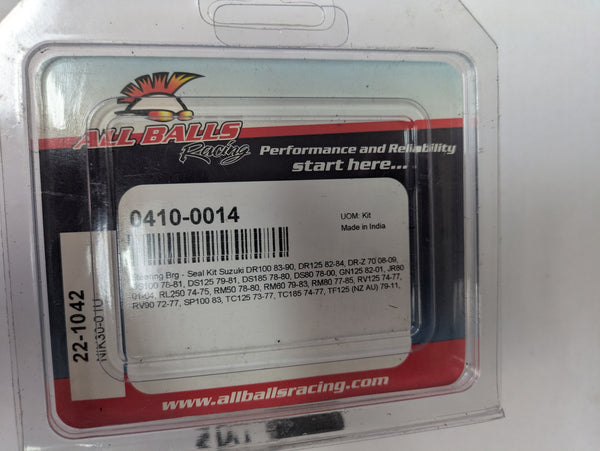 ALL BALLS
Racing
Performance and Reliability
start here...
0410-0014
UOM: Kit
Made in India
Steering Brg - Seal Kit Suzuki DR100 83-90, DR125 82-84, DR-Z 70 08-09,
DS100 78-81, DS125 79-81, DS185 78-80, DS80 78-00, GN125 82-01, JR80
01-04, RL250 74-75, RM50 78-80, RM60 79-83, RM80 77-85, RV125 74-77,
RV90 72-77, SP100 83, TC125 73-77, TC185 74-77, TF125 (NZ AU) 79-11,
22-1042
www.allballsracing.com